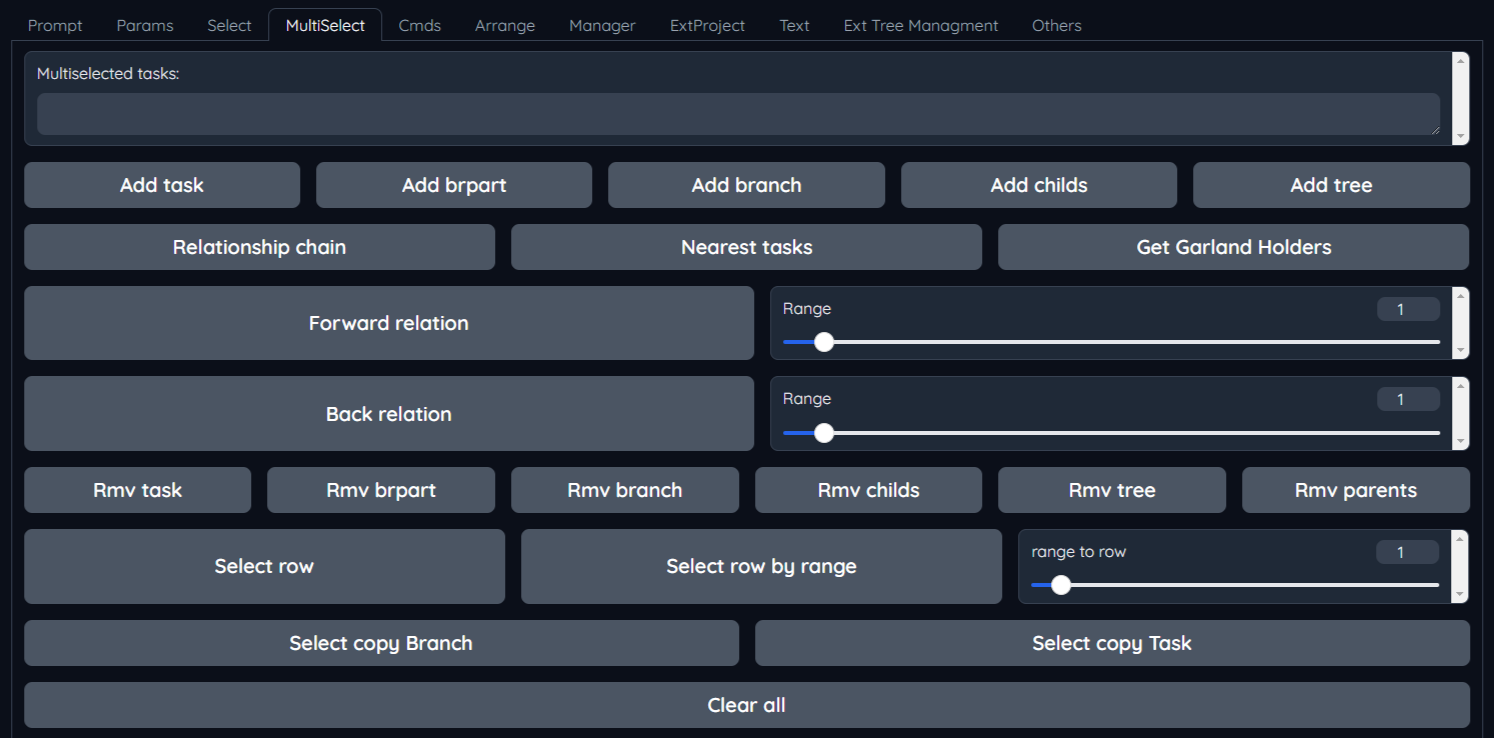 Prompt Params Select MultiSelect Cmds Arrange Manager ExtProject Text Ext Tree Managment Others
Multiselected tasks:
Add task Add brpart Add branch Add childs Add tree
Relationship chain Nearest tasks Get Garland Holders
Forward relation Range 1
Back relation Range 1
Rmv task Rmv brpart Rmv branch Rmv childs Rmv tree Rmv parents
Select row Select row by range range to row 1
Select copy Branch Select copy Task
Clear all